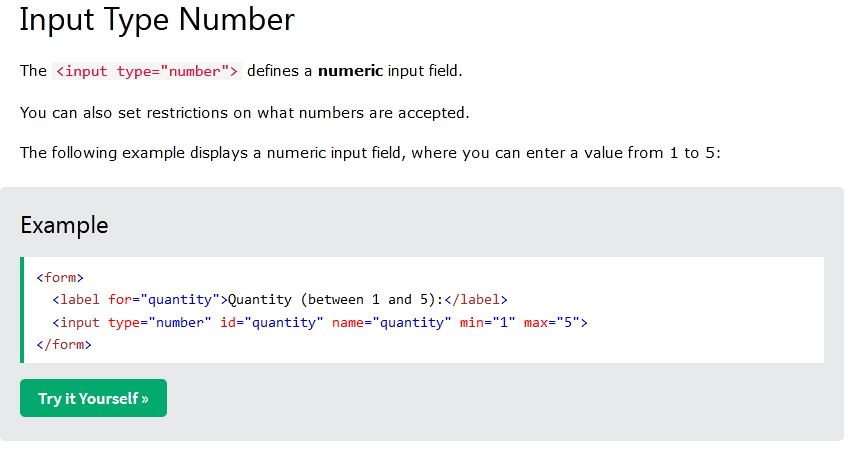 Input Type Number
The <input type="number"> defines a numeric input field.
You can also set restrictions on what numbers are accepted.
The following example displays a numeric input field, where you can enter a value from 1 to 5:
Example
<form>
<label for="quantity">Quantity (between 1 and 5):</label>
<input type="number" id="quantity" name="quantity" min="1" max="5">
</form>
Try it Yourself »